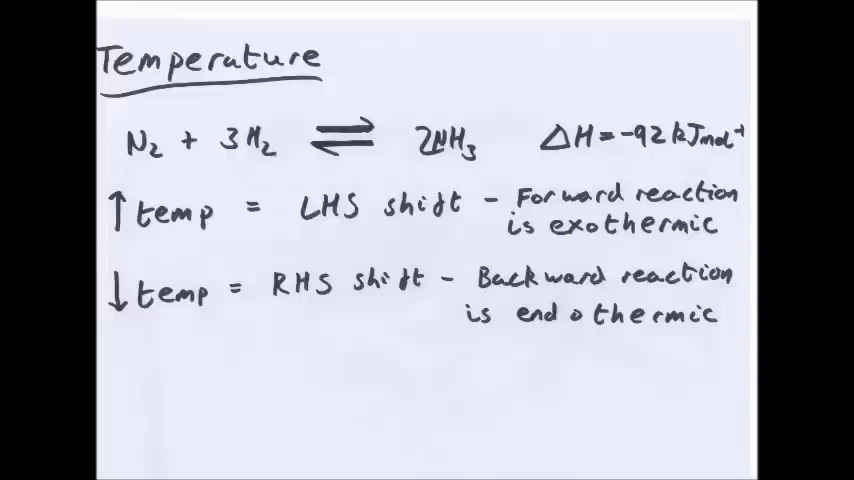 Temperature
N₂ + 3H₂ ⇌ 2NH₃ ΔH = -92 kJmol⁻¹
↑ temp = LHS shift - Forward reaction
is exothermic
↓ temp = RHS shift - Backward reaction
is endothermic